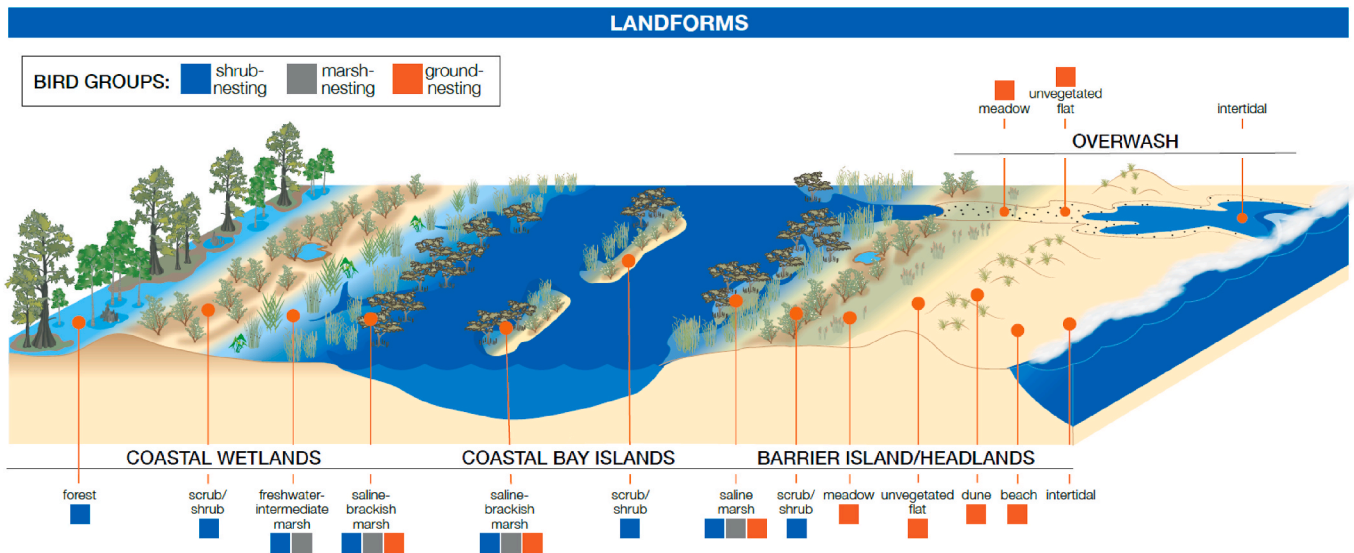 LANDFORMS
BIRD GROUPS:
shrub-
nesting
marsh-
nesting
ground-
nesting
meadow
unvegetated
flat
intertidal
OVERWASH
COASTAL WETLANDS
COASTAL BAY ISLANDS
BARRIER ISLAND/HEADLANDS
forest
scrub/
shrub
freshwater-
intermediate
marsh
saline-
brackish
marsh
saline-
brackish
marsh
scrub/
shrub
saline
marsh
scrub/
shrub
meadow
unvegetated
flat
dune
beach
intertidal